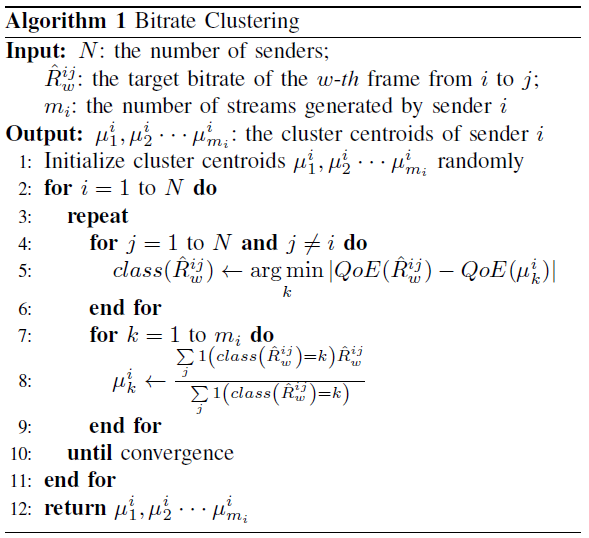 Algorithm 1 Bitrate Clustering
Input: N: the number of senders;
R̂_w^{ij}: the target bitrate of the w-th frame from i to j;
m_i: the number of streams generated by sender i
Output: μ_1^i, μ_2^i ··· μ_{m_i}^i: the cluster centroids of sender i
1: Initialize cluster centroids μ_1^i, μ_2^i ··· μ_{m_i}^i randomly
2: for i = 1 to N do
3: repeat
4: for j = 1 to N and j ≠ i do
5: class(R̂_w^{ij}) ← arg min_k |QoE(R̂_w^{ij}) − QoE(μ_k^i)|
6: end for
7: for k = 1 to m_i do
8: μ_k^i ← \frac{\sum_j 1(class(R̂_w^{ij})=k)R̂_w^{ij}}{\sum_j 1(class(R̂_w^{ij})=k)}
9: end for
10: until convergence
11: end for
12: return μ_1^i, μ_2^i ··· μ_{m_i}^i